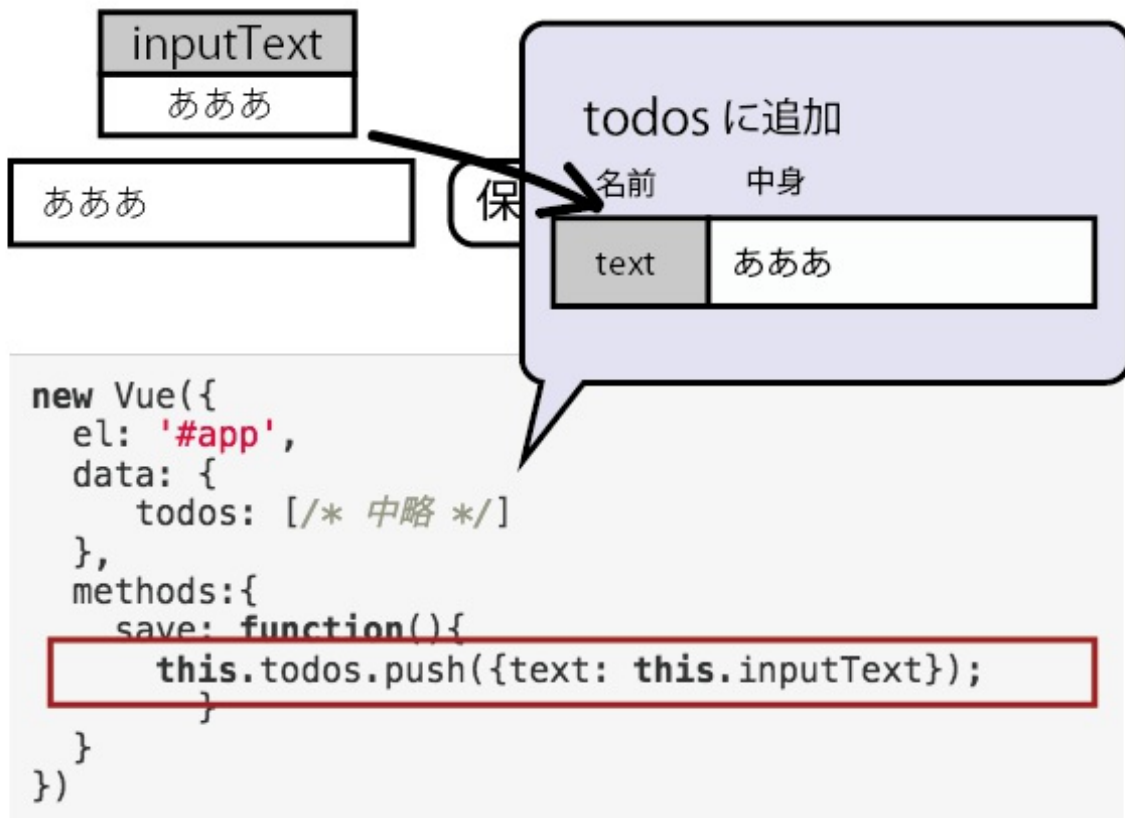 inputText
あああ
あああ
保
todos に追加
名前 中身
text あああ
new Vue({
  el: '#app',
  data: {
    todos: [/* 中略 */]
  },
  methods:{
    save: function(){
      this.todos.push({text: this.inputText});
        }
  }
})